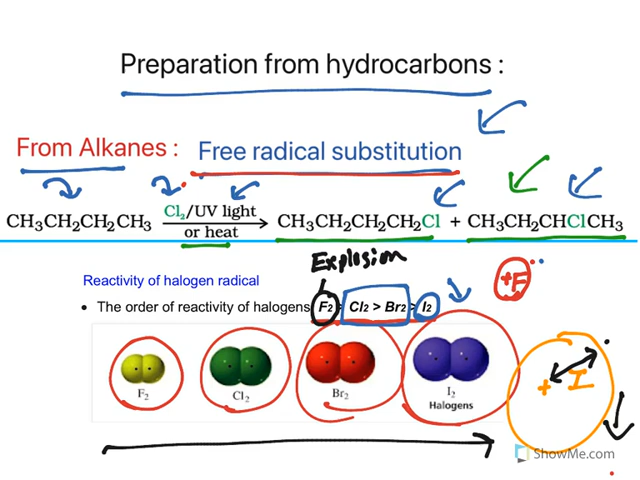 Preparation from hydrocarbons :
From Alkanes : Free radical substitution
CH₃CH₂CH₂CH₃ Cl₂/UV light or heat CH₃CH₂CH₂CH₂Cl + CH₃CH₂CHClCH₃
Explosion
Reactivity of halogen radical
• The order of reactivity of halogens F₂ > Cl₂ > Br₂ > I₂
+F
F₂ Cl₂ Br₂ I₂
Halogens
+ I
ShowMe.com